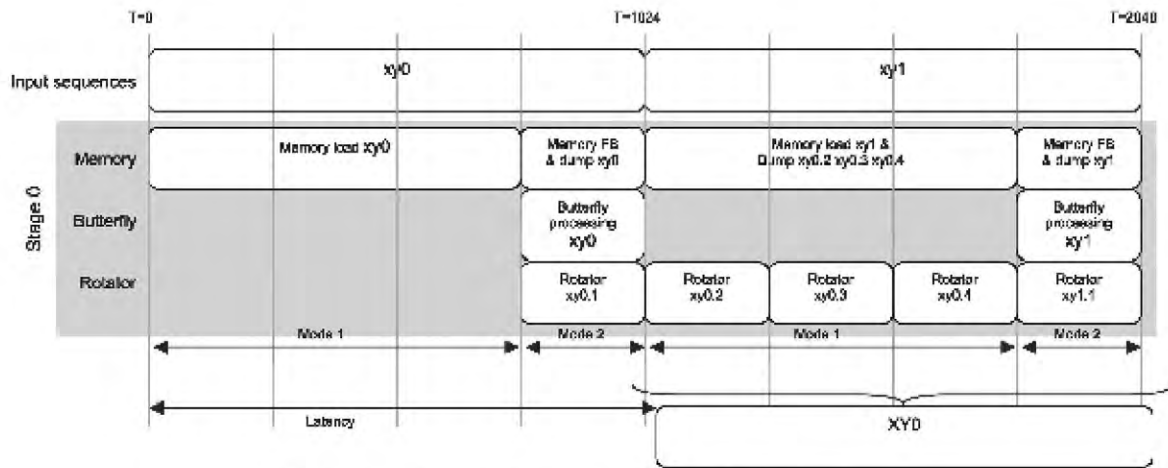 T=0 T=1024 T=2048
Input sequences xy0 xy1
Stage 0
Memory Memory load xy0 Memory FB Memory load xy1 & Memory FB
& dump xy0 Dump xy0.2 xy0.3 xy0.4 & dump xy1
Butterfly Butterfly Butterfly
processing processing
xy0 xy1
Rotator Rotator Rotator Rotator Rotator Rotator
xy0.1 xy0.2 xy0.3 xy0.4 xy1.1
Mode 1 Mode 2 Mode 1 Mode 2
Latency XY0